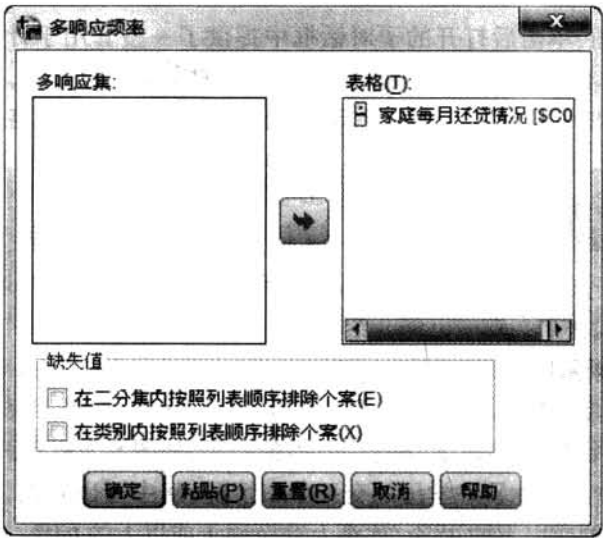 多响应频率
多响应集:
表格(T):
家庭每月还贷情况 [$C0
缺失值
在二分集内按照列表顺序排除个案(E)
在类别内按照列表顺序排除个案(X)
确定 粘贴(P) 重置(R) 取消 帮助